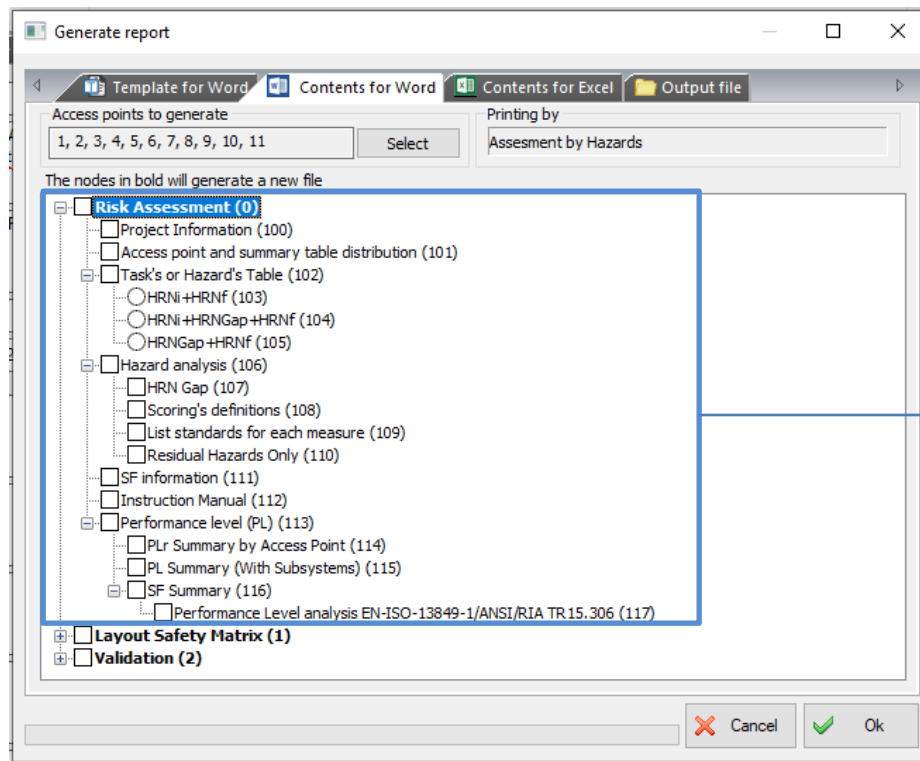 Generate report
Template for Word
Contents for Word
Contents for Excel
Output file
Access points to generate
Printing by
1, 2, 3, 4, 5, 6, 7, 8, 9, 10, 11
Select
Assesment by Hazards
The nodes in bold will generate a new file
Risk Assessment (0)
Project Information (100)
Access point and summary table distribution (101)
Task's or Hazard's Table (102)
HRNi+HRNf (103)
HRNi+HRNGap+HRNf (104)
HRNGap+HRNf (105)
Hazard analysis (106)
HRN Gap (107)
Scoring's definitions (108)
List standards for each measure (109)
Residual Hazards Only (110)
SF information (111)
Instruction Manual (112)
Performance level (PL) (113)
PLr Summary by Access Point (114)
PL Summary (With Subsystems) (115)
SF Summary (116)
Performance Level analysis EN-ISO-13849-1/ANSI/RIA TR15.306 (117)
Layout Safety Matrix (1)
Validation (2)
Cancel
Ok